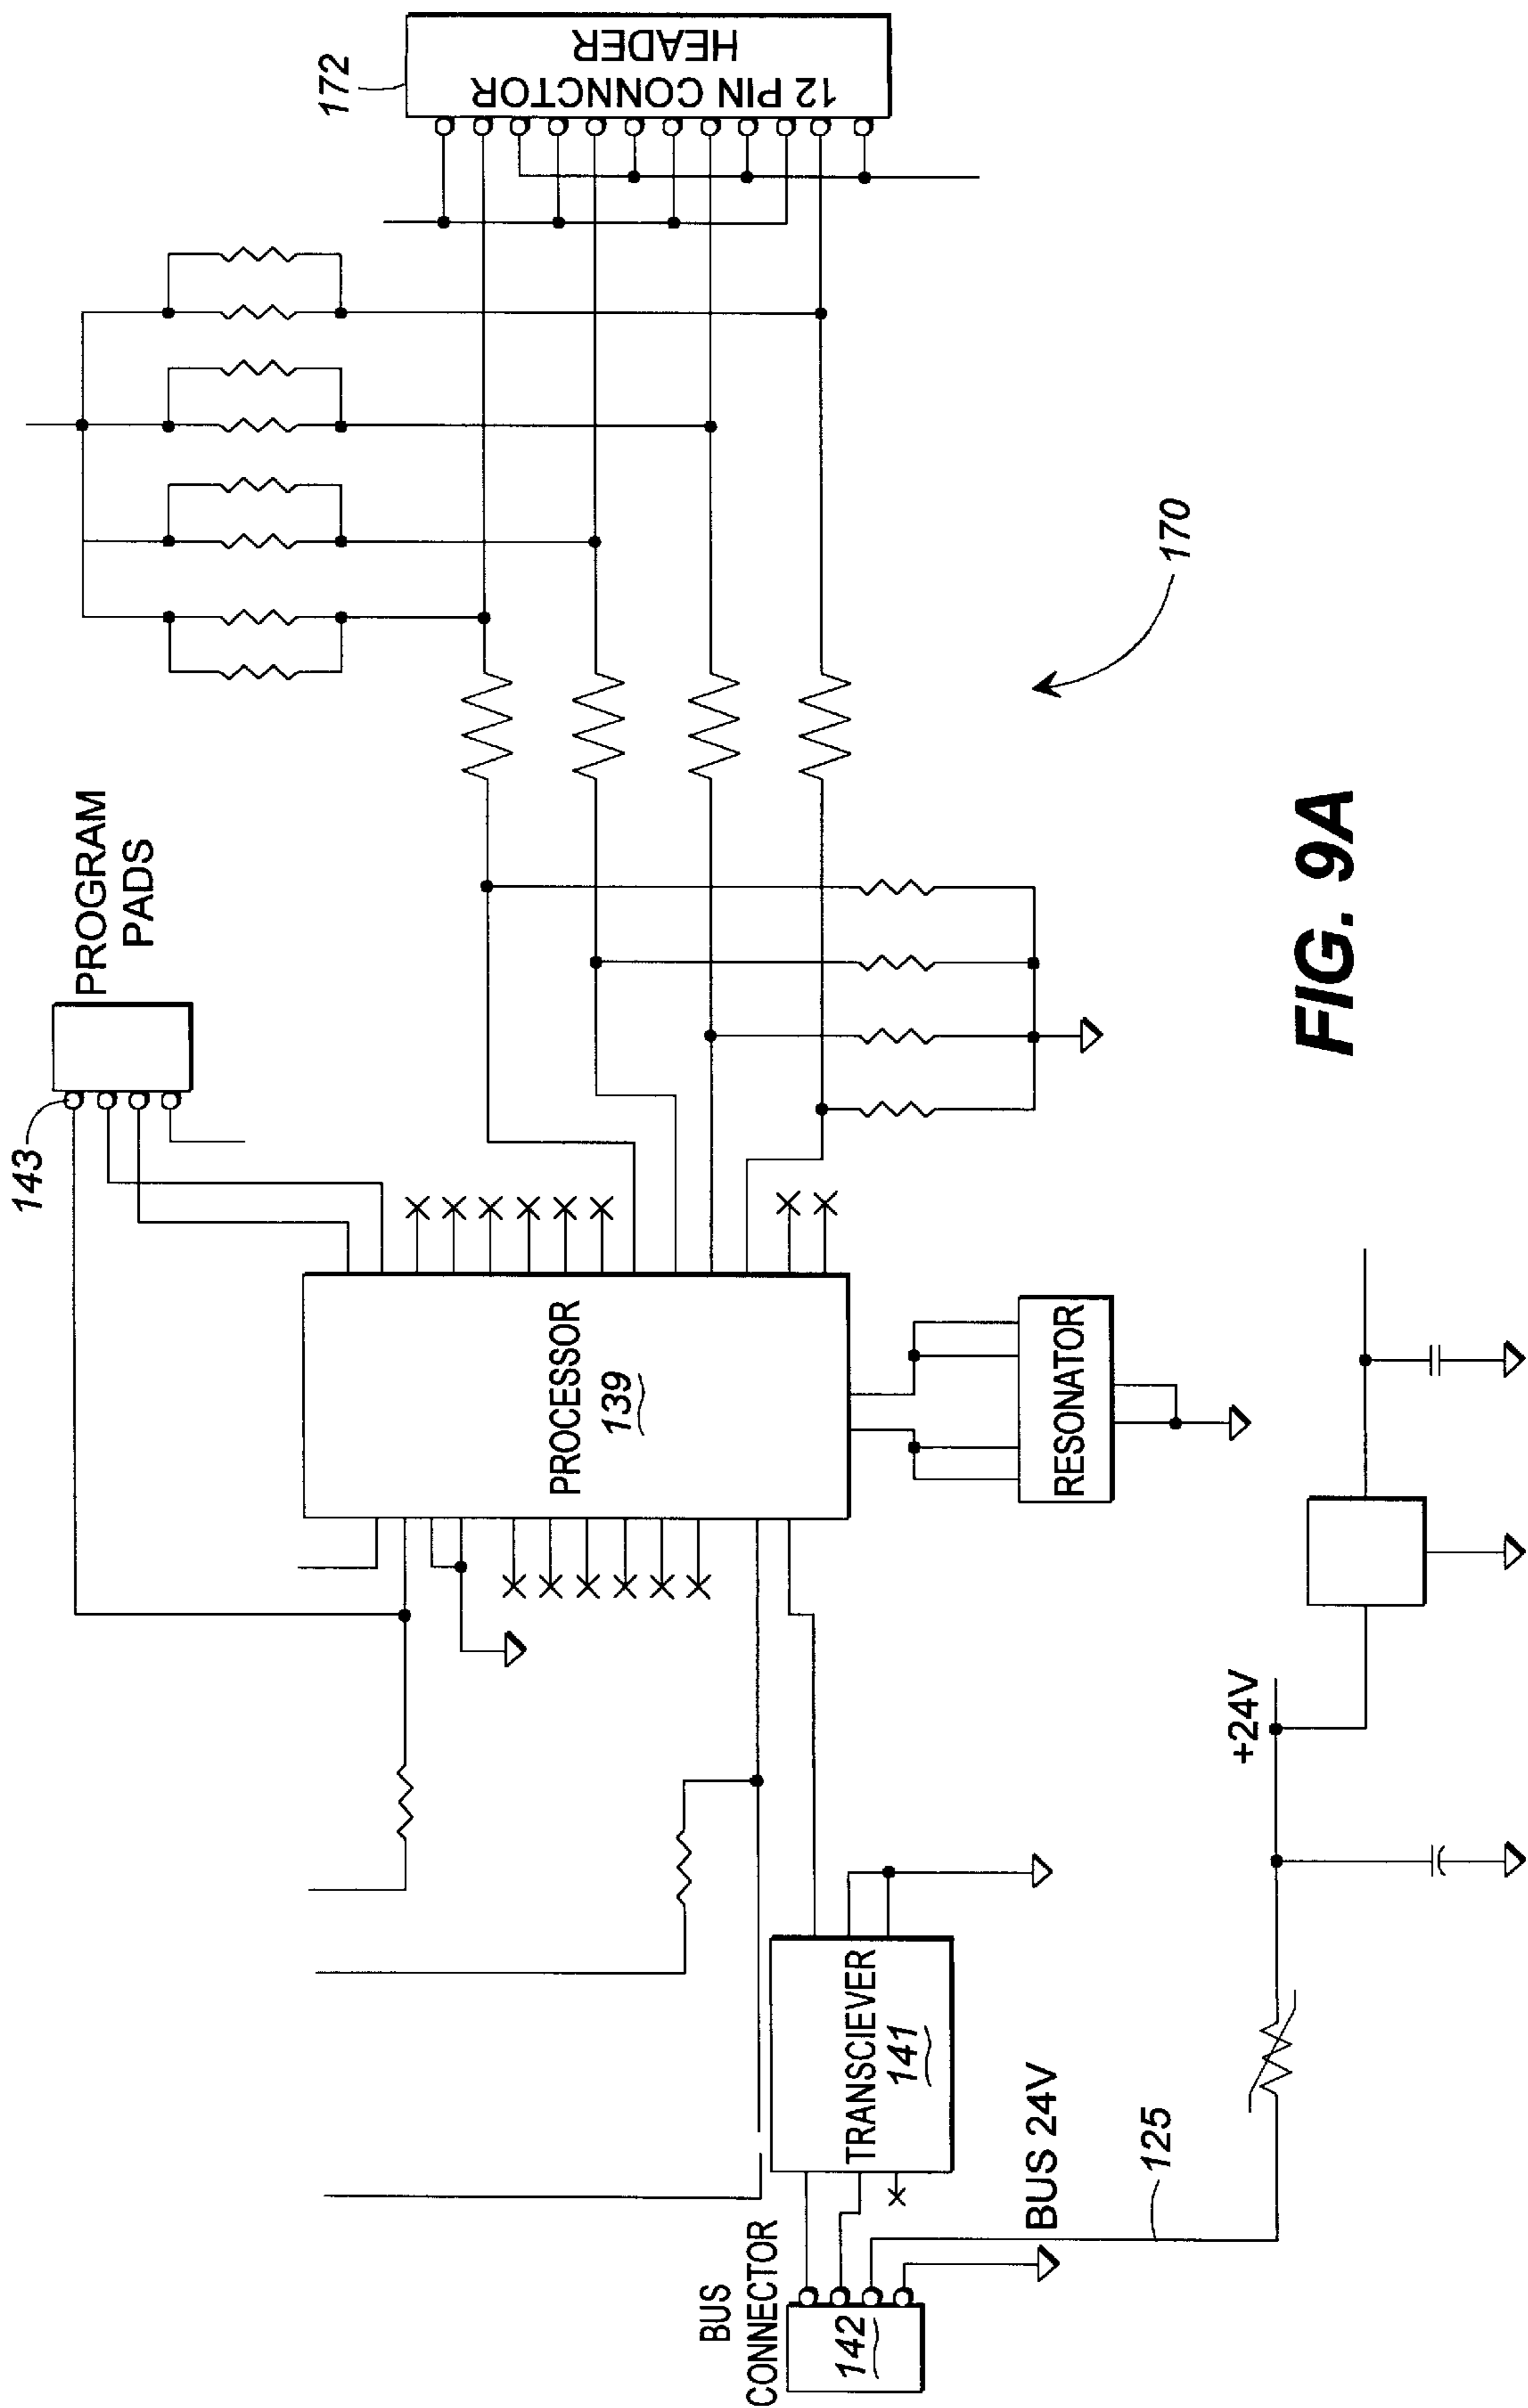 172
12 PIN CONNCTOR
HEADER
PROGRAM
PADS
143
170
PROCESSOR
139
RESONATOR
+24V
TRANSCIEVER
141
BUS 24V
125
BUS
CONNECTOR
142
FIG. 9A